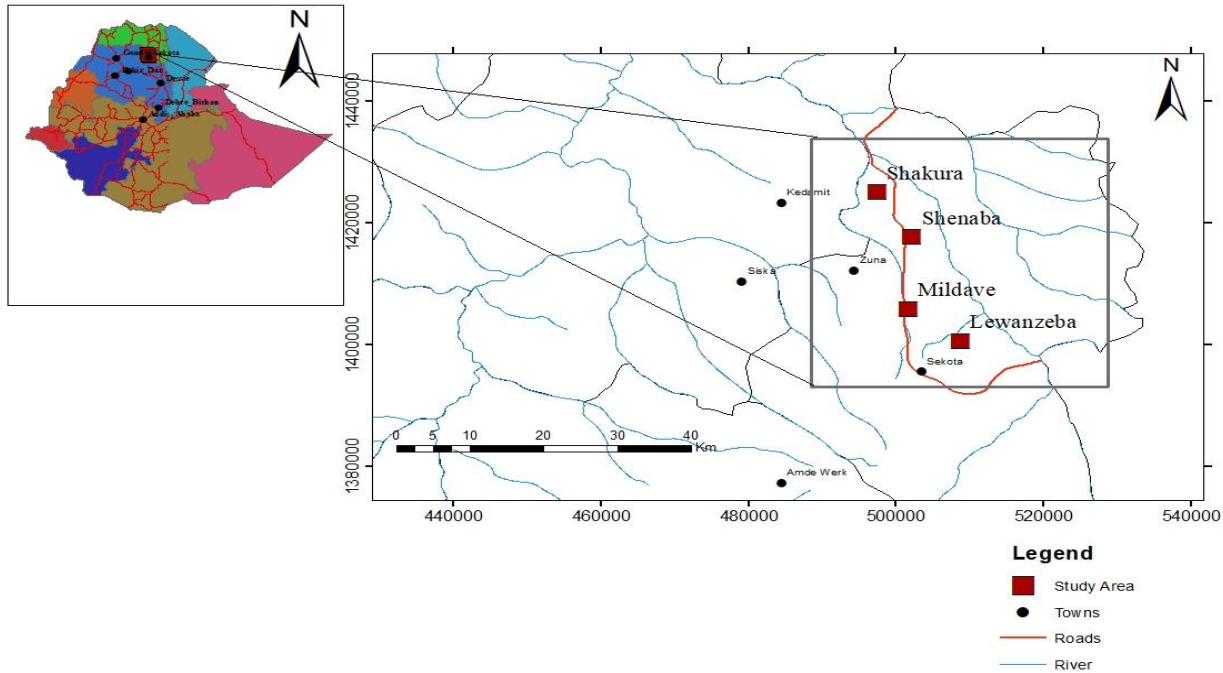 N
Debre_Birhan
N
Shakura
Kedamit
Shenaba
Zuna
Siska
Mildave
Lewanzeba
Sekota
0 5 10 20 30 40
Km
Amde Werk
1440000
1420000
1400000
1380000
440000 460000 480000 500000 520000 540000
Legend
Study Area
Towns
Roads
River